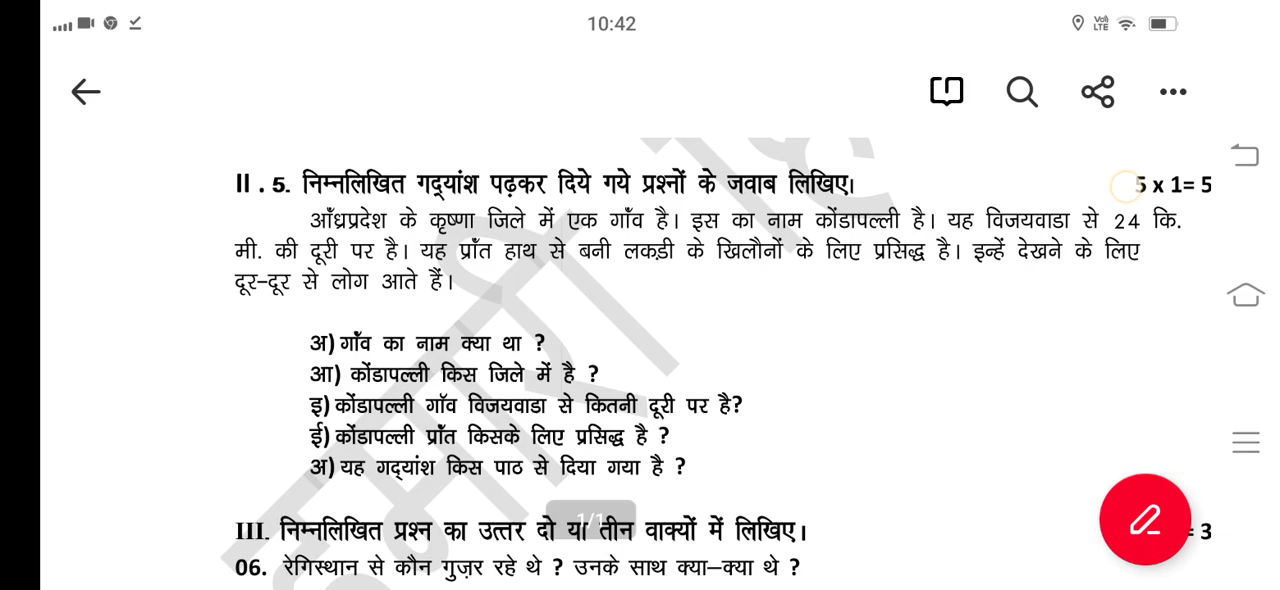 10:42
Vo) LTE
II . 5. निम्नलिखित गद्यांश पढ़कर दिये गये प्रश्नों के जवाब लिखिए। 5 x 1= 5
आँध्रप्रदेश के कृष्णा जिले में एक गाँव है। इस का नाम कोंडापल्ली है। यह विजयवाडा से 24 कि.
मी. की दूरी पर है। यह प्राँत हाथ से बनी लकड़ी के खिलौनों के लिए प्रसिद्ध है। इन्हें देखने के लिए
दूर-दूर से लोग आते हैं।
अ) गाँव का नाम क्या था ?
आ) कोंडापल्ली किस जिले में है ?
इ) कोंडापल्ली गॉव विजयवाडा से कितनी दूरी पर है?
ई) कोंडापल्ली प्राँत किसके लिए प्रसिद्ध है ?
अ) यह गद्यांश किस पाठ से दिया गया है ?
1/1
III. निम्नलिखित प्रश्न का उत्तर दो या तीन वाक्यों में लिखिए। = 3
06. रेगिस्थान से कौन गुज़र रहे थे ? उनके साथ क्या–क्या थे ?